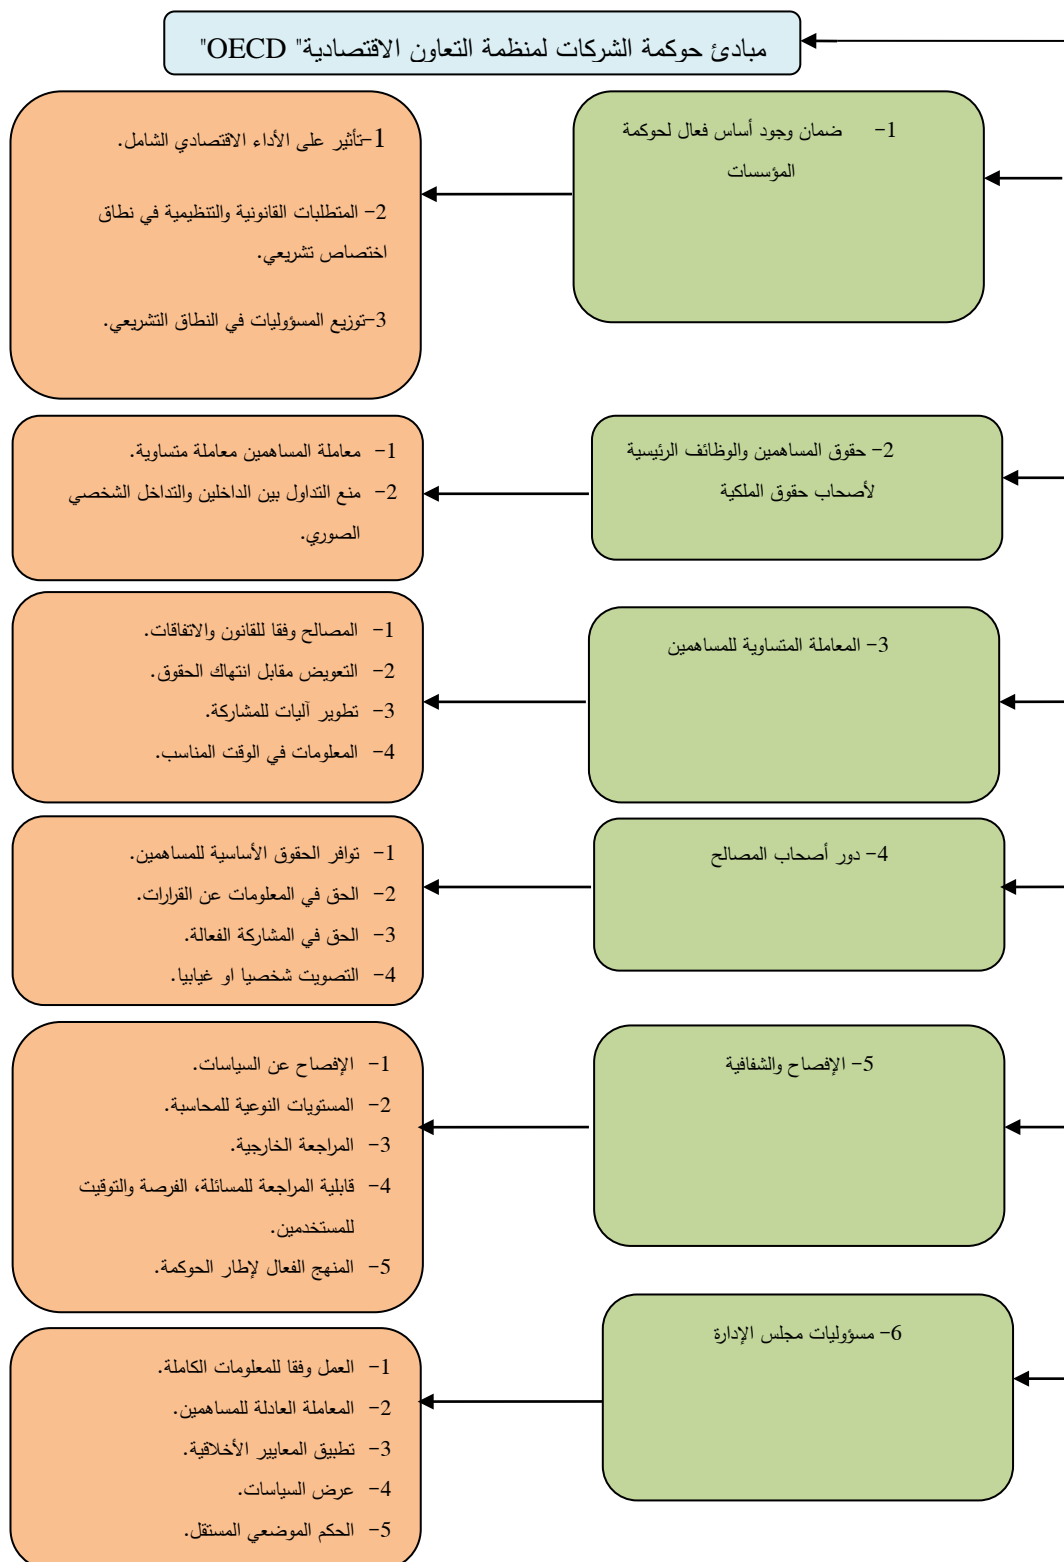 مبادئ حوكمة الشركات لمنظمة التعاون الاقتصادية" OECD"
1- ضمان وجود أساس فعال لحوكمة
المؤسسات
1-تأثير على الأداء الاقتصادي الشامل.
2- المتطلبات القانونية والتنظيمية في نطاق
اختصاص تشريعي.
3-توزيع المسؤوليات في النطاق التشريعي.
2- حقوق المساهمين والوظائف الرئيسية
لأصحاب حقوق الملكية
1- معاملة المساهمين معاملة متساوية.
2- منع التداول بين الداخلين والتداخل الشخصي
الصوري.
3- المعاملة المتساوية للمساهمين
1- المصالح وفقا للقانون والاتفاقات.
2- التعويض مقابل انتهاك الحقوق.
3- تطوير آليات للمشاركة.
4- المعلومات في الوقت المناسب.
4- دور أصحاب المصالح
1- توافر الحقوق الأساسية للمساهمين.
2- الحق في المعلومات عن القرارات.
3- الحق في المشاركة الفعالة.
4- التصويت شخصيا او غيابيا.
5- الإفصاح والشفافية
1- الإفصاح عن السياسات.
2- المستويات النوعية للمحاسبة.
3- المراجعة الخارجية.
4- قابلية المراجعة للمسائلة، الفرصة والتوقيت
للمستخدمين.
5- المنهج الفعال لإطار الحوكمة.
6- مسؤوليات مجلس الإدارة
1- العمل وفقا للمعلومات الكاملة.
2- المعاملة العادلة للمساهمين.
3- تطبيق المعايير الأخلاقية.
4- عرض السياسات.
5- الحكم الموضعي المستقل.